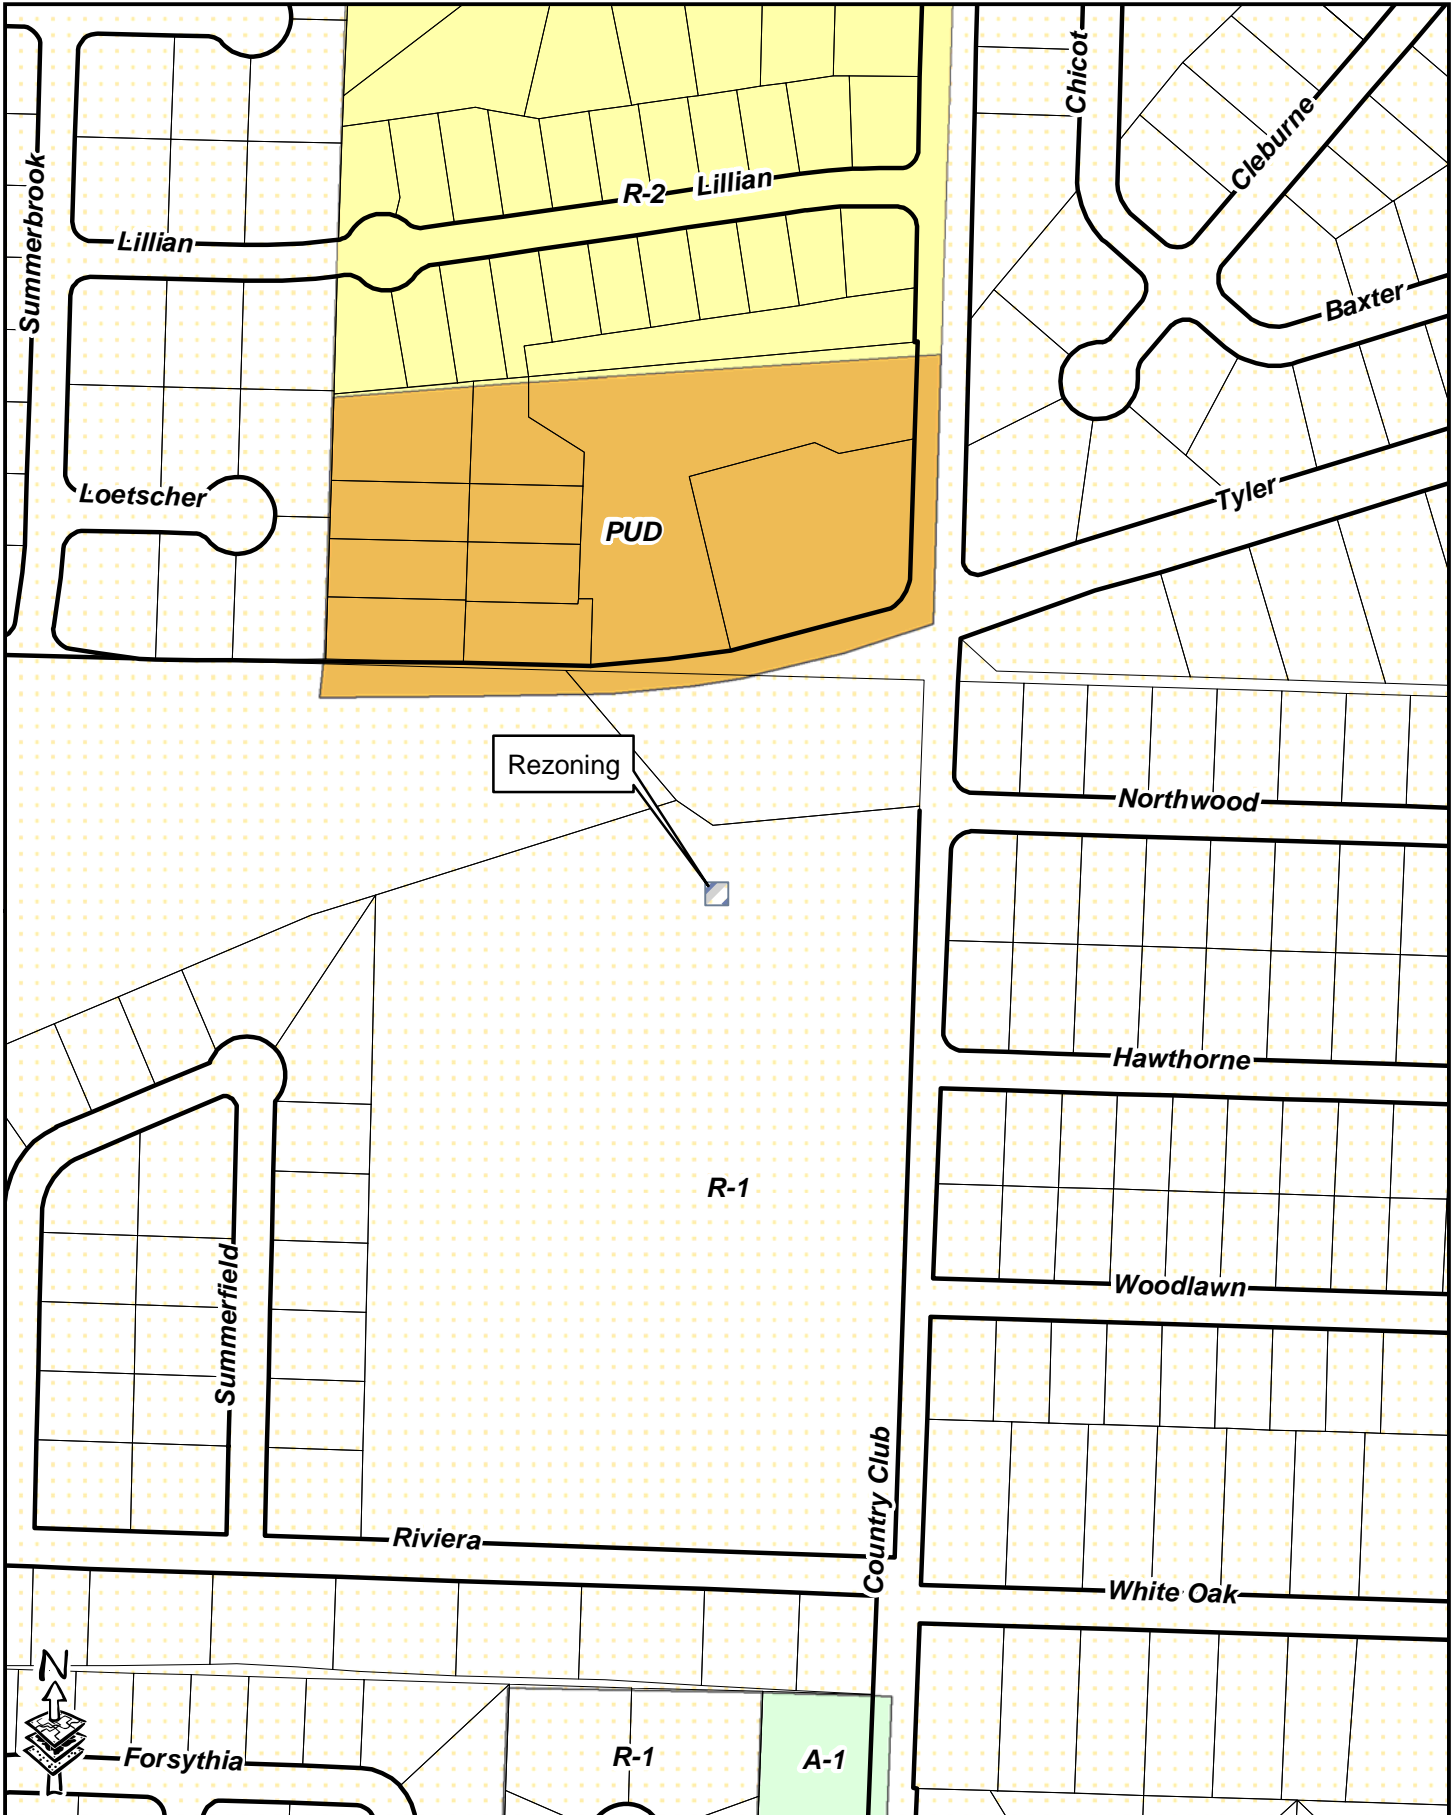 Chicot
Cleburne
Summerbrook
R-2
Lillian
Lillian
Baxter
Loetscher
Tyler
PUD
Rezoning
Northwood
Hawthorne
R-1
Woodlawn
Summerfield
Country Club
Riviera
White Oak
N
Forsythia
R-1
A-1